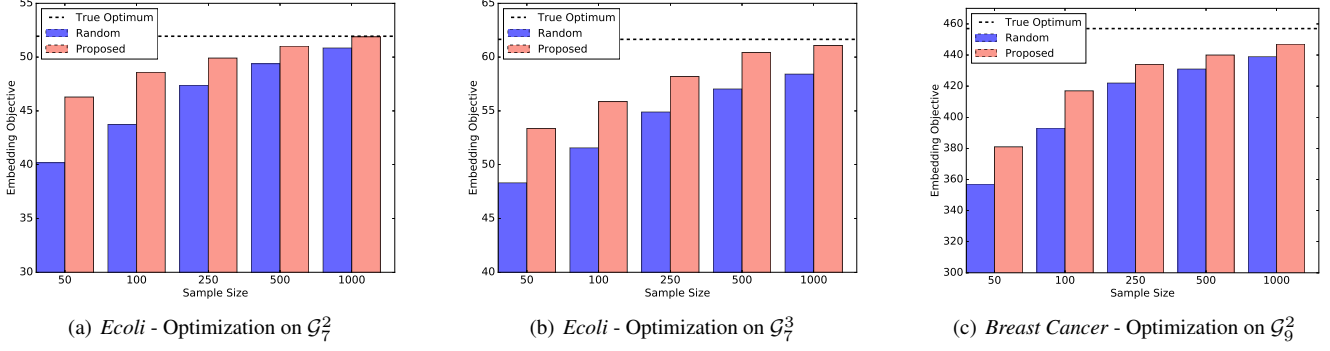 55
50
45
40
35
30
Embedding Objective
True Optimum
Random
Proposed
50 100 250 500 1000
Sample Size
(a) Ecoli - Optimization on 𝒢₇²
65
60
55
50
45
40
Embedding Objective
True Optimum
Random
Proposed
50 100 250 500 1000
Sample Size
(b) Ecoli - Optimization on 𝒢₇³
460
440
420
400
380
360
340
320
300
Embedding Objective
True Optimum
Random
Proposed
50 100 250 500 1000
Sample Size
(c) Breast Cancer - Optimization on 𝒢₉²